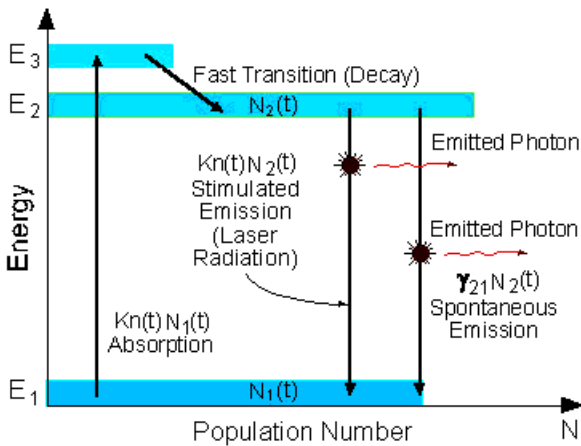 E3
Fast Transition (Decay)
E2
N2(t)
Kn(t)N2(t)
Stimulated
Emission
(Laser
Radiation)
Emitted Photon
Emitted Photon
γ21N2(t)
Spontaneous
Emission
Energy
Kn(t)N1(t)
Absorption
E1
N1(t)
Population Number
N